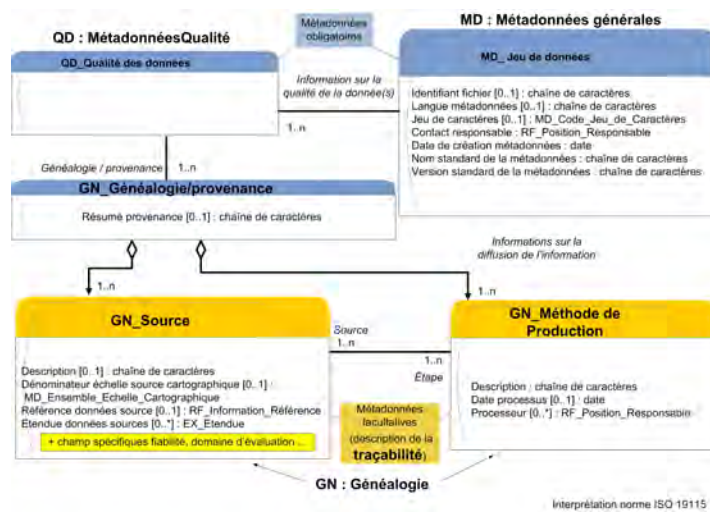 QD : MétadonnéesQualité
Métadonnées
obligatoires
MD : Métadonnées générales
QD_Qualité des données
MD_ Jeu de données
Information sur la
qualité de la donnée(s)
1..n
Identifiant fichier [0..1] : chaîne de caractères
Langue métadonnées [0..1] : chaîne de caractères
Jeu de caractères [0..1] : MD_Code_Jeu_de_Caractères
Contact responsable : RF_Position_Responsable
Date de création métadonnées : date
Nom standard de la métadonnées : chaîne de caractères
Version standard de la métadonnées : chaîne de caractères
Généalogie / provenance
1..n
GN_Généalogie/provenance
Résumé provenance [0..1] : chaîne de caractères
Informations sur la
diffusion de l'information
1..n
1..n
GN_Source
Description [0..1] : chaîne de caractères
Dénominateur échelle source cartographique [0..1] :
MD_Ensemble_Echelle_Cartographique
Référence données source [0..1] : RF_Information_Référence
Etendue données sources [0..*] : EX_Etendue
+ champ spécifiques fiabilité, domaine d'évaluation ...
Source
1..n
1..n
Étape
GN_Méthode de
Production
Description : chaîne de caractères
Date processus [0..1] : date
Processeur [0..*] : RF_Position_Responsable
Métadonnées
facultatives
(description de la
traçabilité)
GN : Généalogie
Interprétation norme ISO 19115